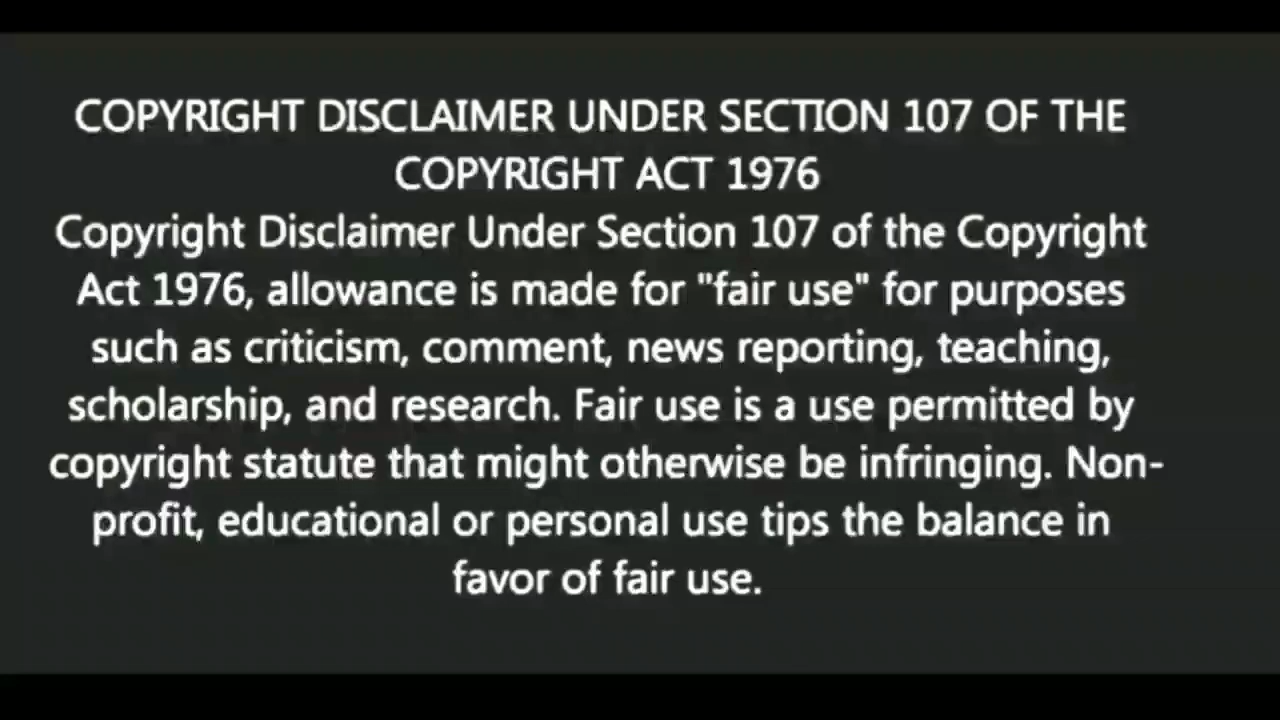 COPYRIGHT DISCLAIMER UNDER SECTION 107 OF THE
COPYRIGHT ACT 1976
Copyright Disclaimer Under Section 107 of the Copyright
Act 1976, allowance is made for "fair use" for purposes
such as criticism, comment, news reporting, teaching,
scholarship, and research. Fair use is a use permitted by
copyright statute that might otherwise be infringing. Non-
profit, educational or personal use tips the balance in
favor of fair use.